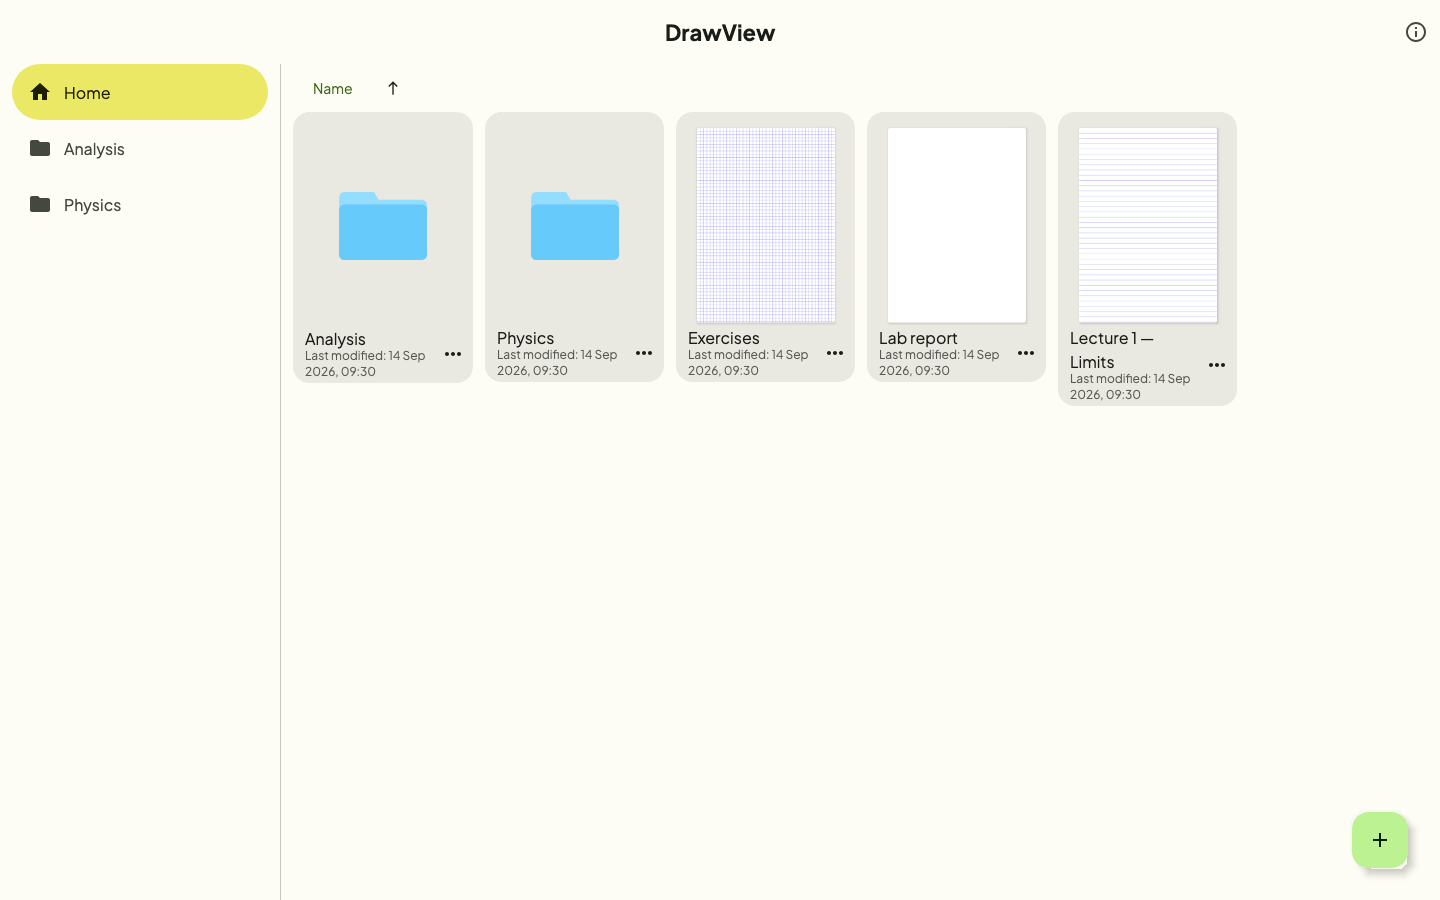 DrawView
Home
Analysis
Physics
Name
Analysis
Last modified: 14 Sep
2026, 09:30
Physics
Last modified: 14 Sep
2026, 09:30
Exercises
Last modified: 14 Sep
2026, 09:30
Lab report
Last modified: 14 Sep
2026, 09:30
Lecture 1 —
Limits
Last modified: 14 Sep
2026, 09:30